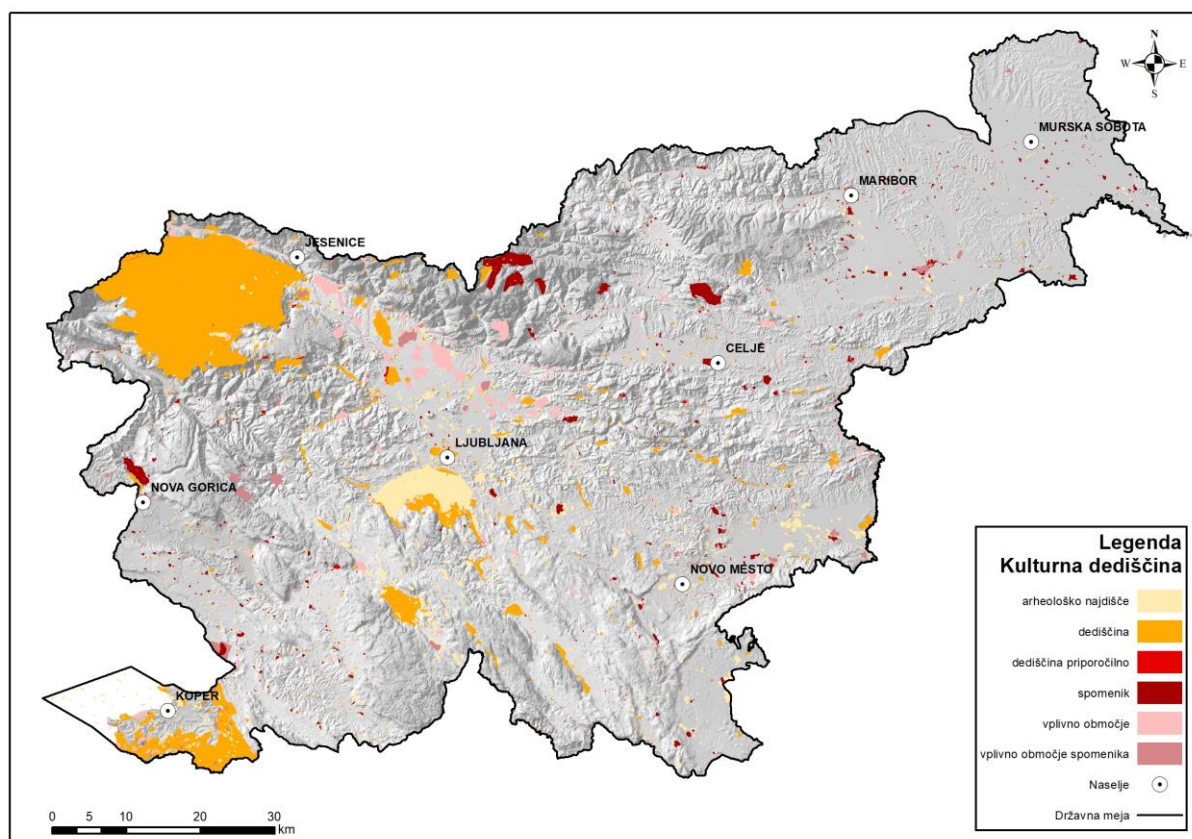 N
W E
S
MURSKA SOBOTA
MARIBOR
JESENICE
CELJE
LJUBLJANA
NOVA GORICA
NOVO MESTO
KOPER
Legenda
Kulturna dediščina
arheološko najdišče
dediščina
dediščina priporočilno
spomenik
vplivno območje
vplivno območje spomenika
Naselje
Državna meja
0 5 10 20 30
km